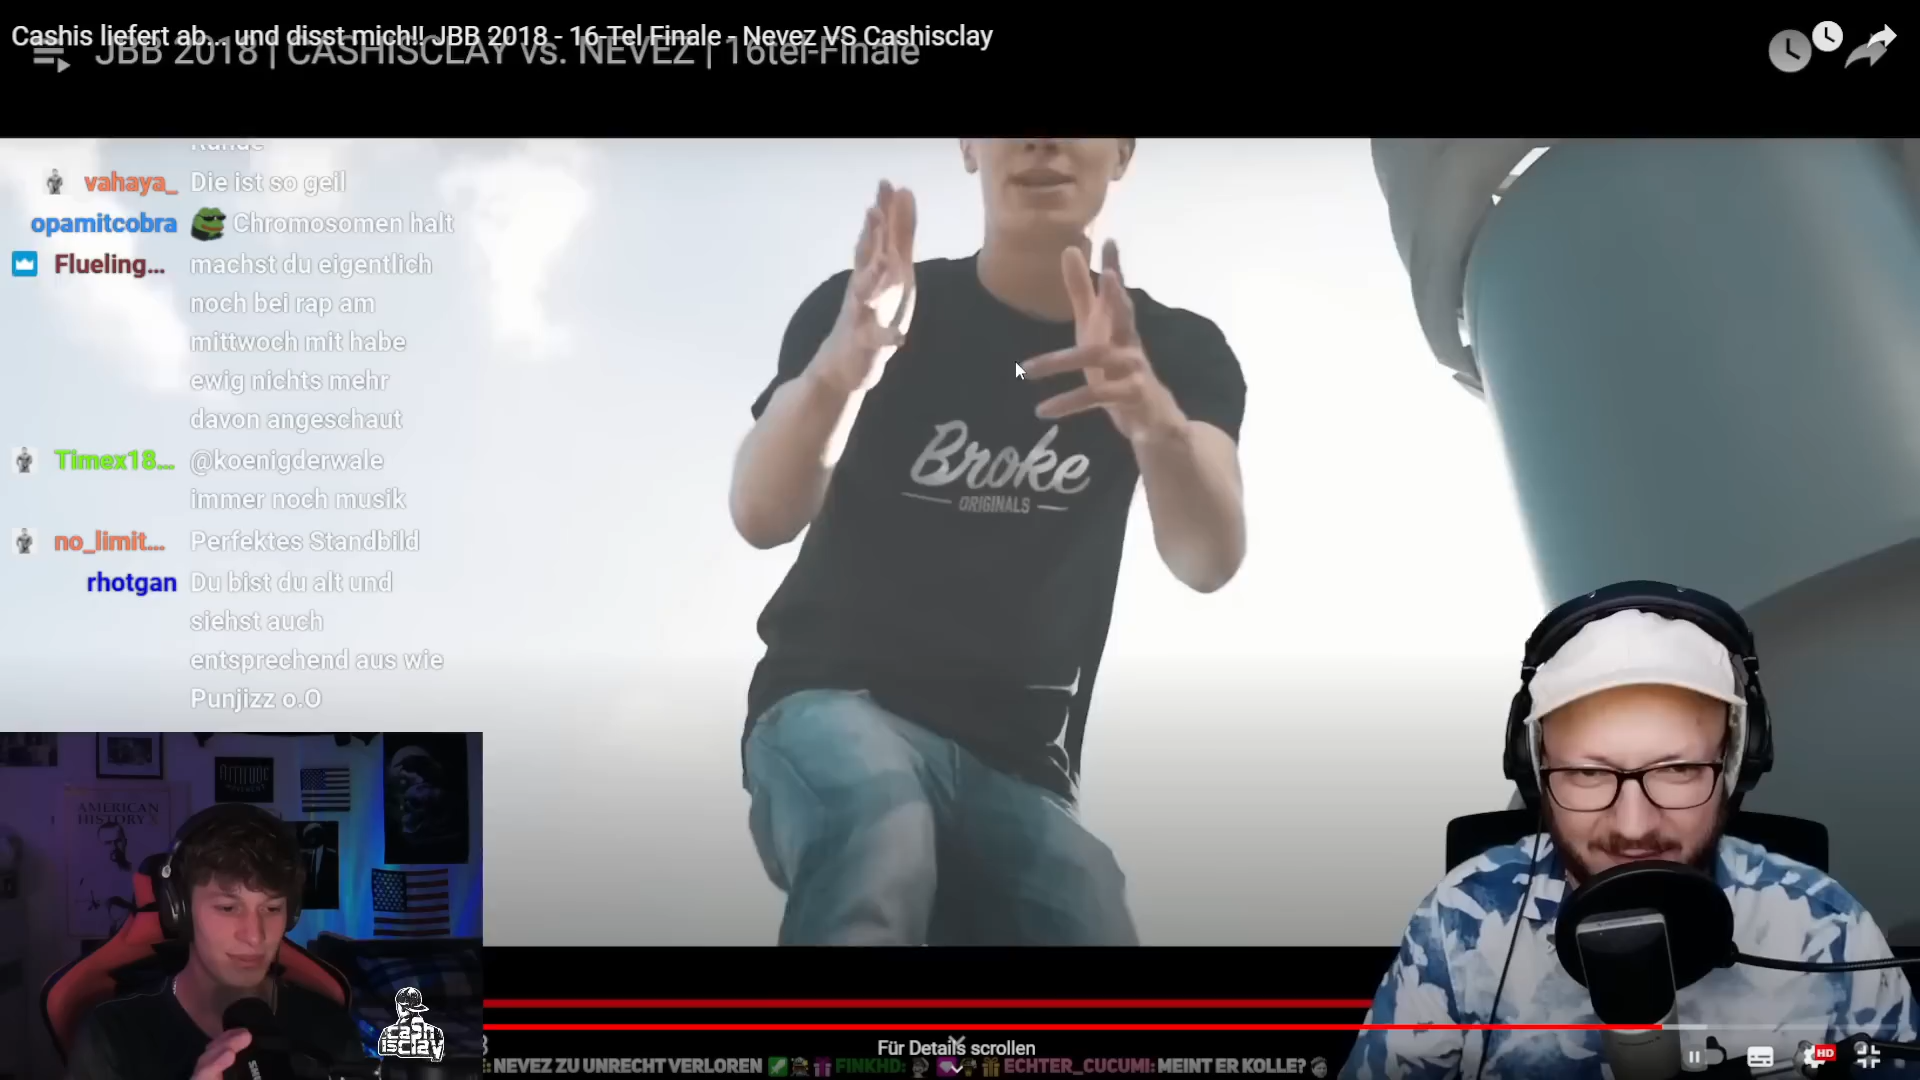 Cashis liefert ab... und disst mich!! JBB 2018 - 16-Tel Finale - Nevez VS Cashisclay
JBB 2018 | CASHISCLAY vs. NEVEZ | 16tel-Finale
vahaya_ Die ist so geil
opamitcobra Chromosomen halt
Flueling... machst du eigentlich
noch bei rap am
mittwoch mit habe
ewig nichts mehr
davon angeschaut
Timex18... @koenigderwale
immer noch musik
no_limit... Perfektes Standbild
rhotgan Du bist du alt und
siehst auch
entsprechend aus wie
Punjizz o.O
Broke
ORIGINALS
ATTITUDE
AMERICAN
HISTORY X
cash
isclay
Für Details scrollen
: NEVEZ ZU UNRECHT VERLOREN FINKHD: ECHTER_CUCUMI: MEINT ER KOLLE?
HD